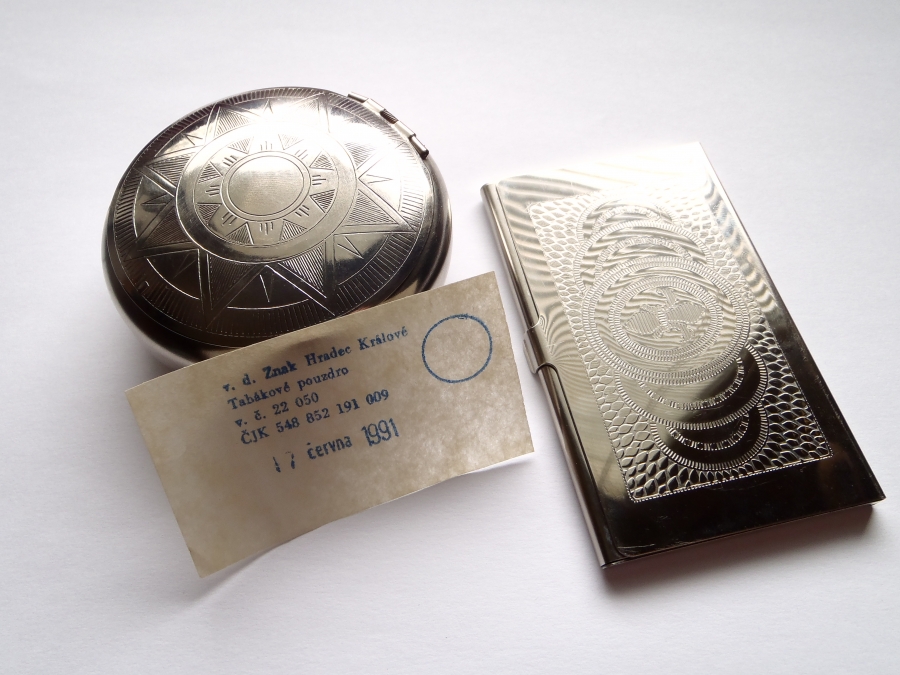 v. d. Znak Hradec Králové
Tabákové pouzdro
v. č. 22 050
ČJK 548 852 191 009
17 června 1991